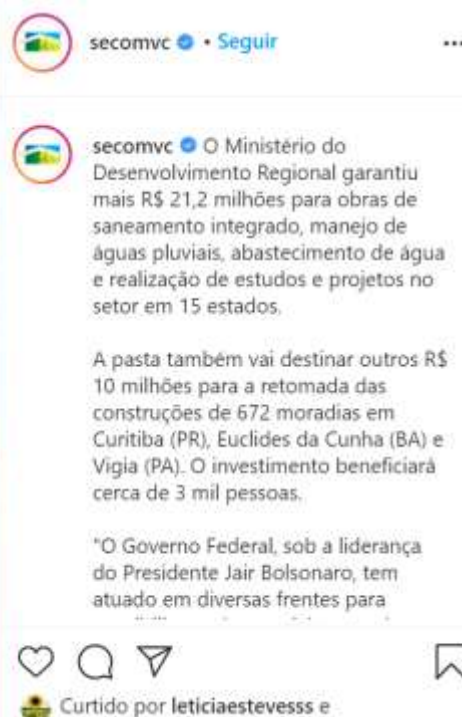 secomvc • Seguir
secomvc O Ministério do
Desenvolvimento Regional garantiu
mais R$ 21,2 milhões para obras de
saneamento integrado, manejo de
águas pluviais, abastecimento de água
e realização de estudos e projetos no
setor em 15 estados.
A pasta também vai destinar outros R$
10 milhões para a retomada das
construções de 672 moradias em
Curitiba (PR), Euclides da Cunha (BA) e
Vigia (PA). O investimento beneficiará
cerca de 3 mil pessoas.
"O Governo Federal, sob a liderança
do Presidente Jair Bolsonaro, tem
atuado em diversas frentes para
Curtido por leticiaestevesss e